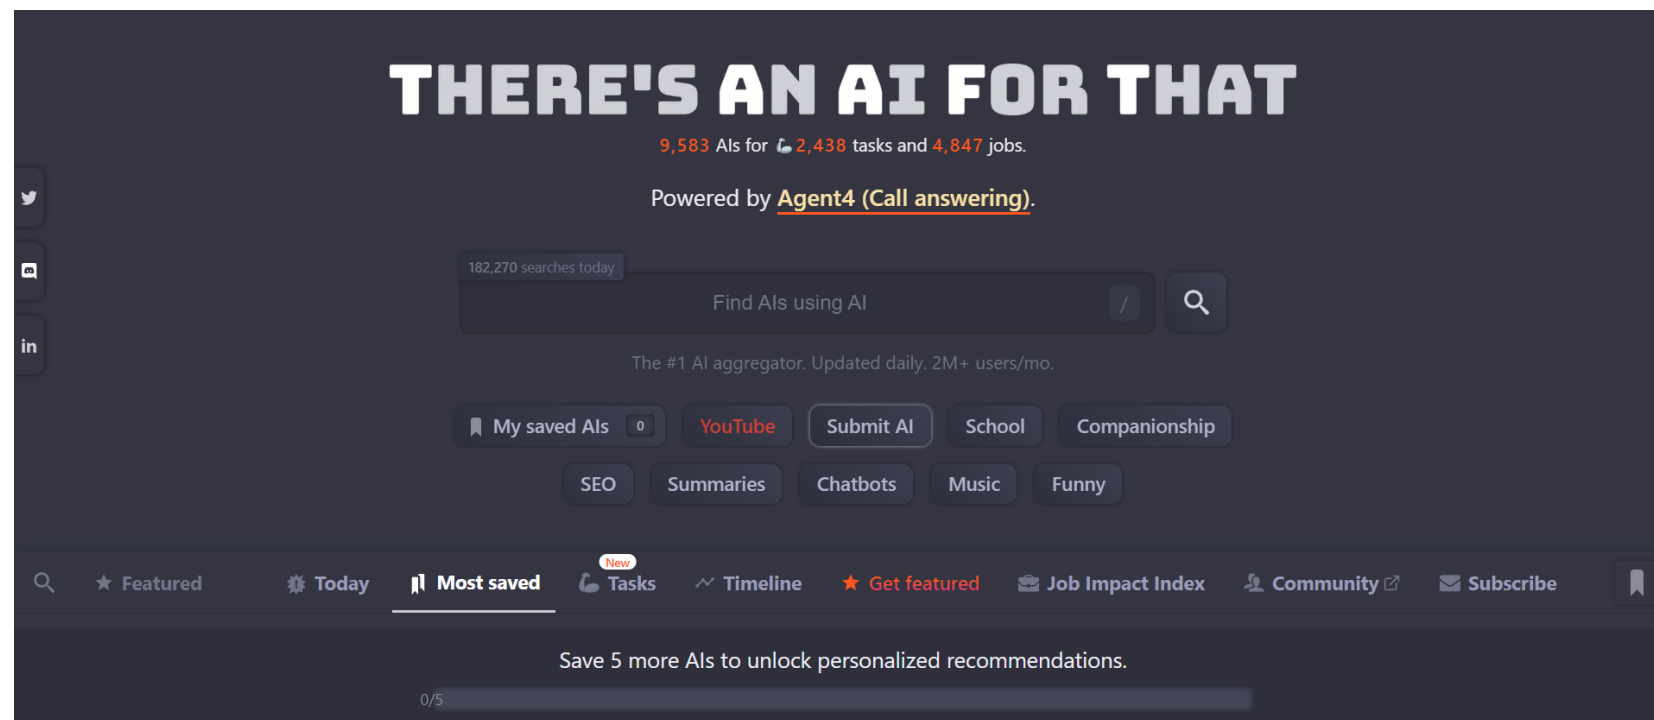 THERE'S AN AI FOR THAT
9,583 AIs for 2,438 tasks and 4,847 jobs.
Powered by Agent4 (Call answering).
182,270 searches today
Find AIs using AI /
The #1 AI aggregator. Updated daily. 2M+ users/mo.
in
My saved AIs 0 YouTube Submit AI School Companionship
SEO Summaries Chatbots Music Funny
New
Featured Today Most saved Tasks Timeline Get featured Job Impact Index Community Subscribe
Save 5 more AIs to unlock personalized recommendations.
0/5